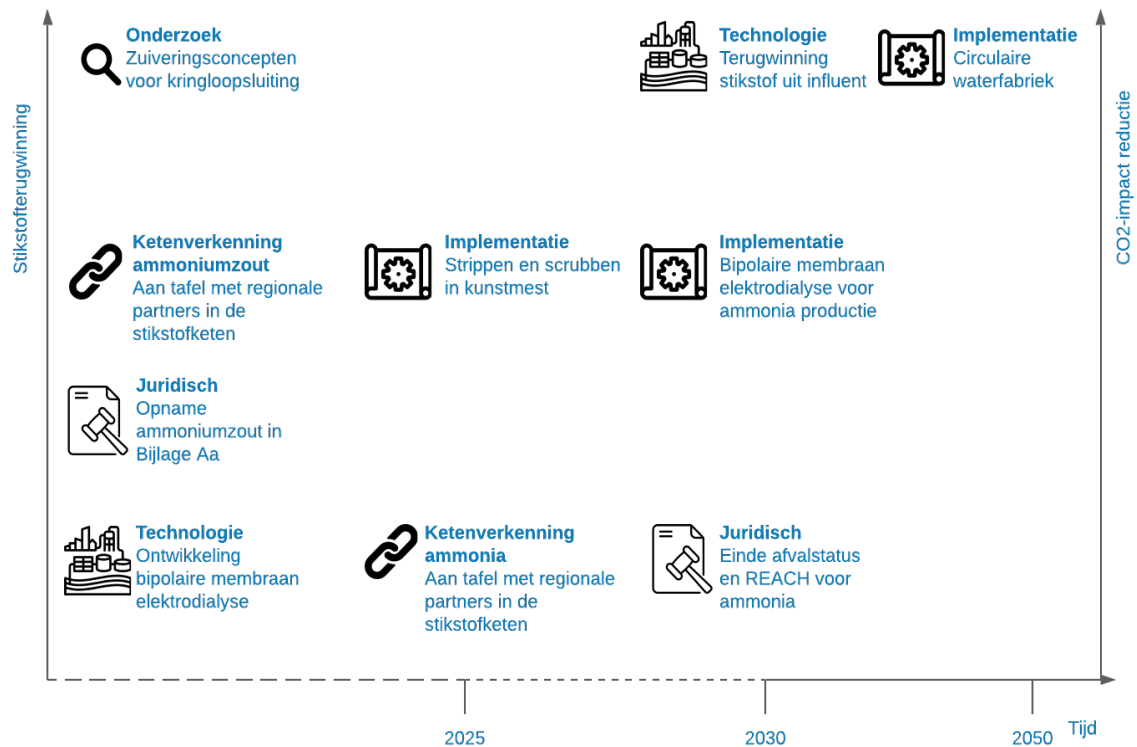 Onderzoek
Zuiveringsconcepten
voor kringloopsluiting
Technologie
Terugwinning
stikstof uit influent
Implementatie
Circulaire
waterfabriek
Stikstofterugwinning
CO2-impact reductie
Ketenverkenning
ammoniumzout
Aan tafel met regionale
partners in de
stikstofketen
Implementatie
Strippen en scrubben
in kunstmest
Implementatie
Bipolaire membraan
elektrodialyse voor
ammonia productie
Juridisch
Opname
ammoniumzout in
Bijlage Aa
Technologie
Ontwikkeling
bipolaire membraan
elektrodialyse
Ketenverkenning
ammonia
Aan tafel met regionale
partners in de
stikstofketen
Juridisch
Einde afvalstatus
en REACH voor
ammonia
2025
2030
2050
Tijd